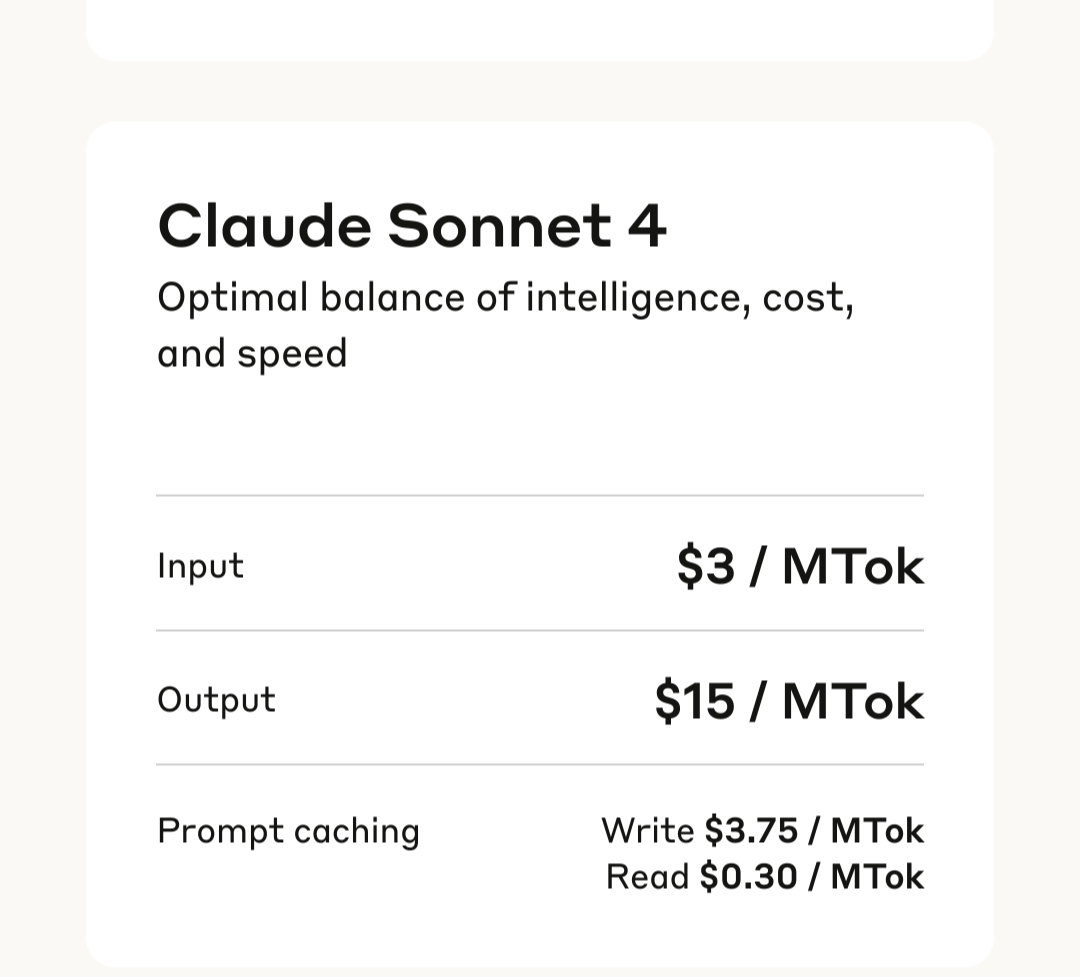 Claude Sonnet 4
Optimal balance of intelligence, cost,
and speed
Input
$3 / MTok
Output
$15 / MTok
Prompt caching
Write $3.75 / MTok
Read $0.30 / MTok